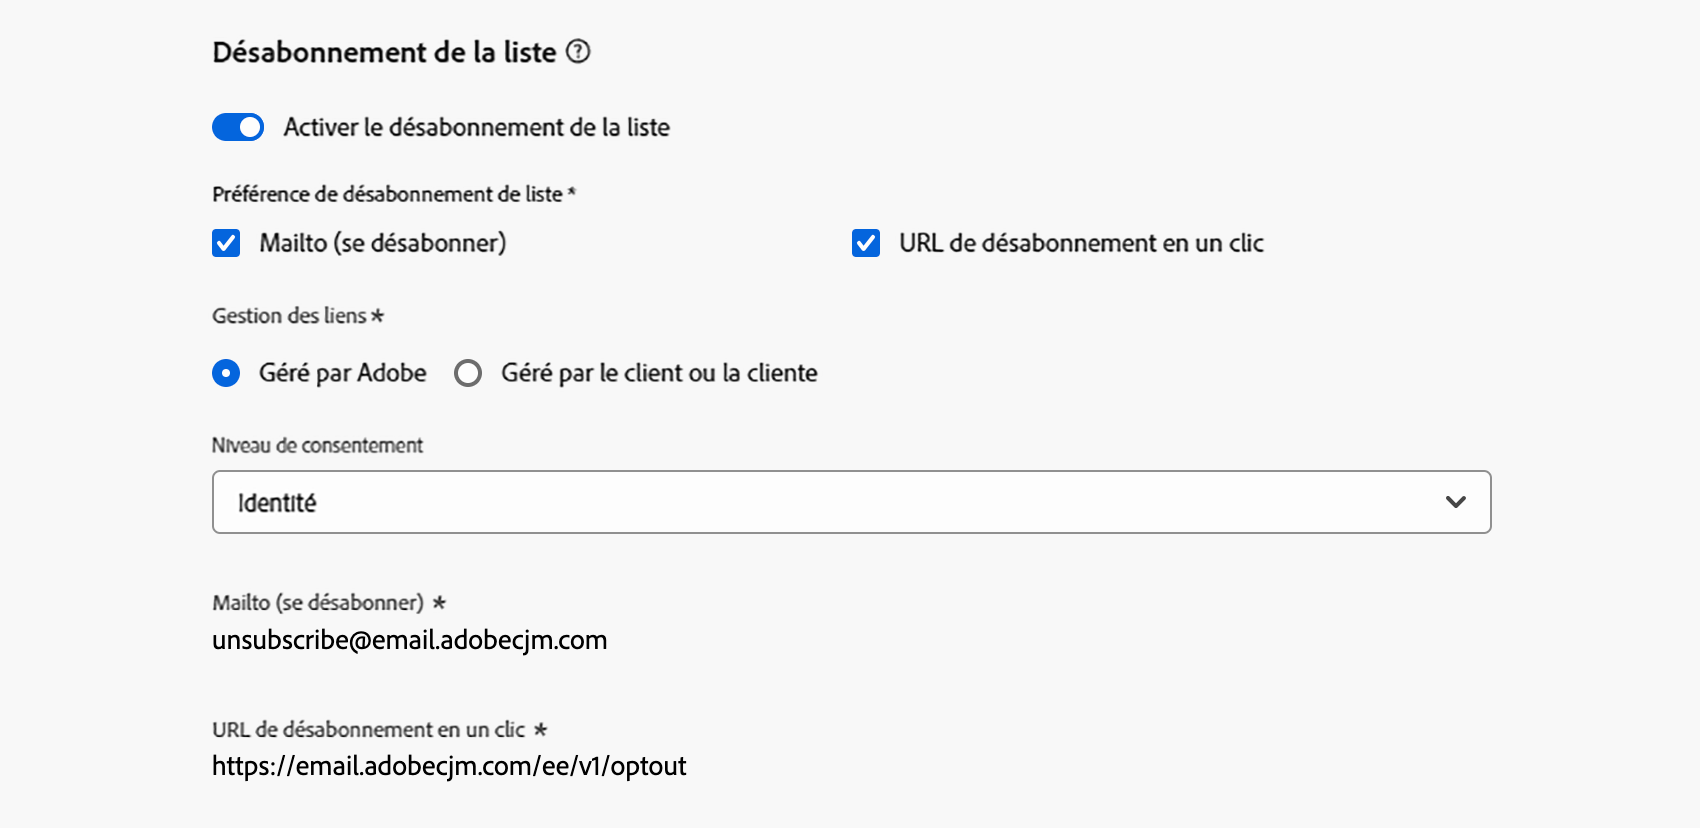 Désabonnement de la liste ?
Activer le désabonnement de la liste
Préférence de désabonnement de liste *
Mailto (se désabonner)
URL de désabonnement en un clic
Gestion des liens *
Géré par Adobe
Géré par le client ou la cliente
Niveau de consentement
Identité
Mailto (se désabonner) *
unsubscribe@email.adobecjm.com
URL de désabonnement en un clic *
https://email.adobecjm.com/ee/v1/optout